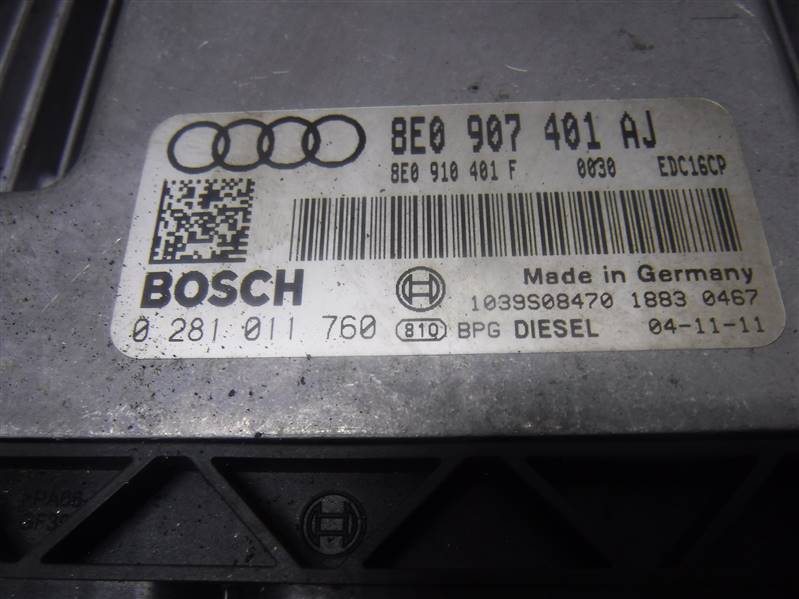 8E0 907 401 AJ
8E0 910 401 F 0030 EDC16CP
BOSCH
Made in Germany
1039S08470 1883 0467
0 281 011 760 810 BPG DIESEL 04-11-11